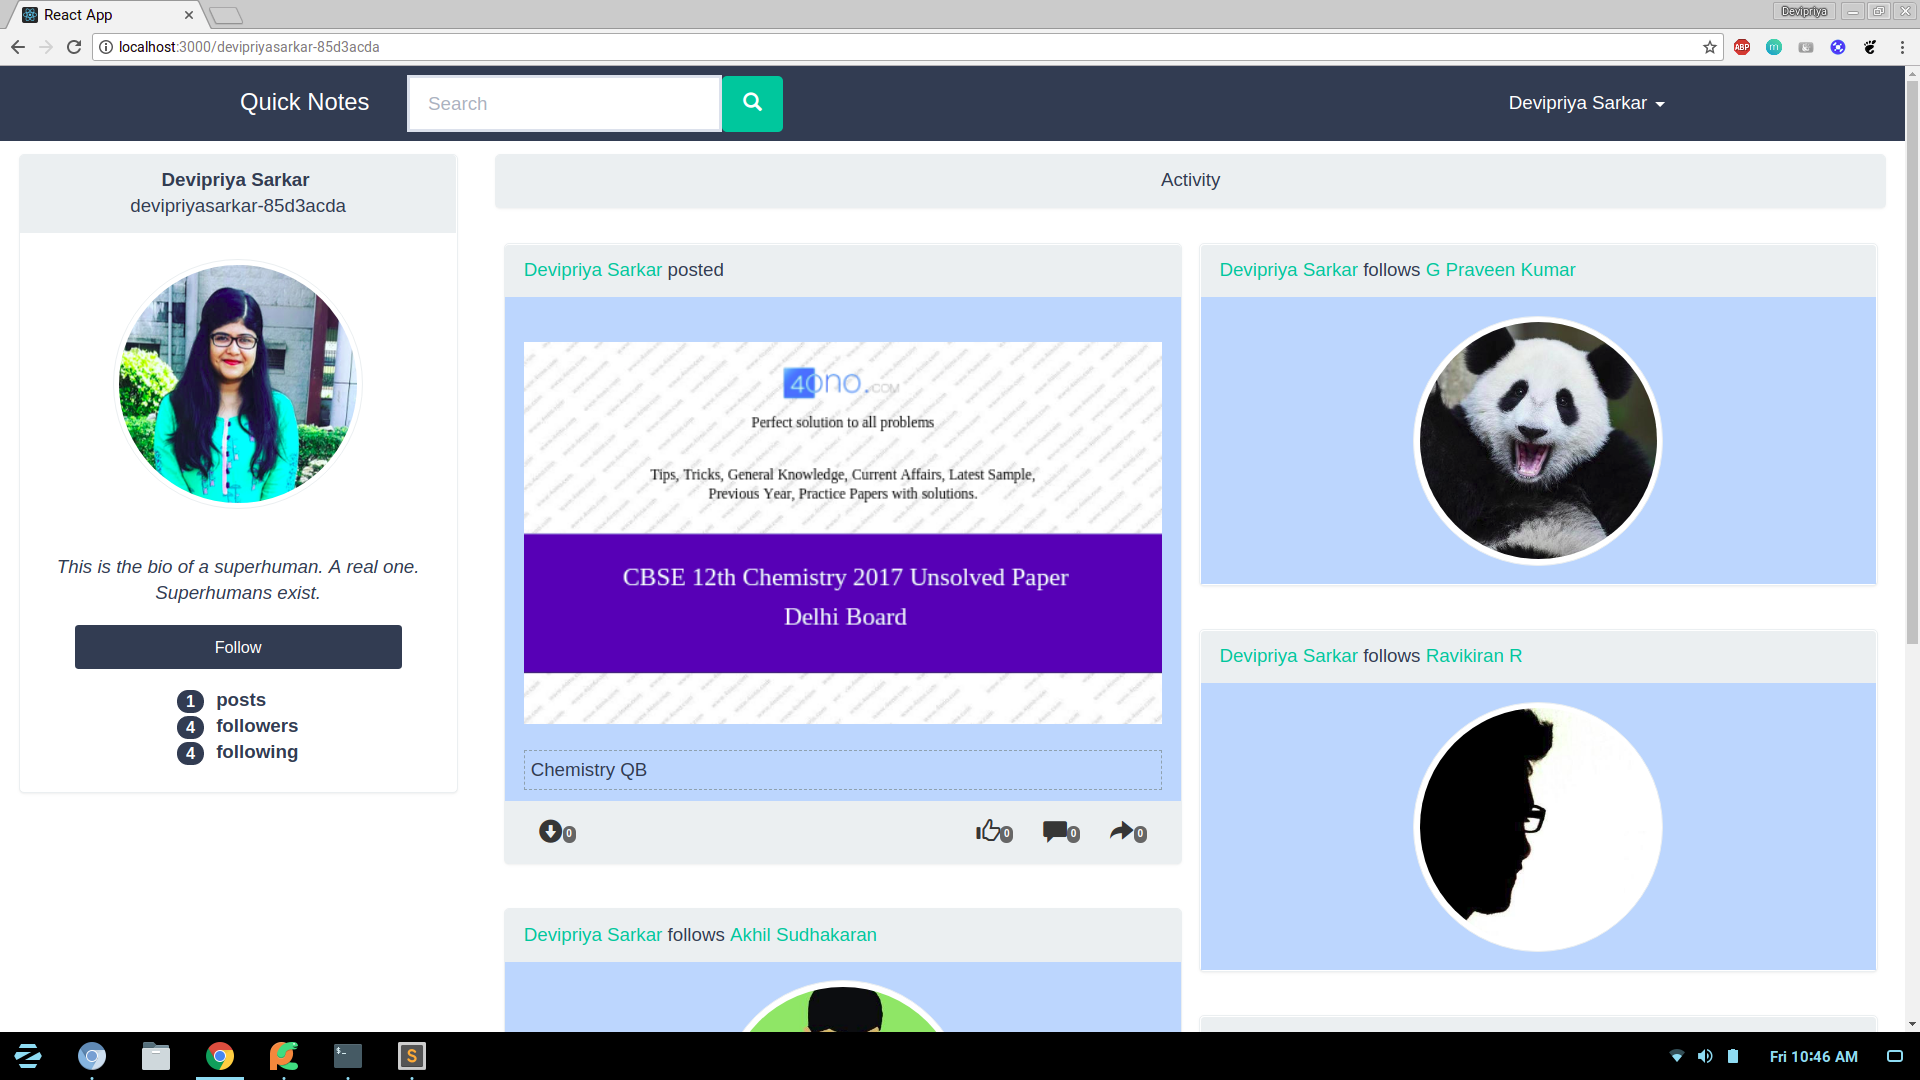 React App
Devipriya
localhost:3000/devipriyasarkar-85d3acda
ABP
m
Quick Notes
Search
Devipriya Sarkar
Devipriya Sarkar
devipriyasarkar-85d3acda
This is the bio of a superhuman. A real one.
Superhumans exist.
Follow
1 posts
4 followers
4 following
Activity
Devipriya Sarkar posted
4ono.COM
Perfect solution to all problems
Tips, Tricks, General Knowledge, Current Affairs, Latest Sample,
Previous Year, Practice Papers with solutions.
CBSE 12th Chemistry 2017 Unsolved Paper
Delhi Board
Chemistry QB
0 0 0 0
Devipriya Sarkar follows Akhil Sudhakaran
Devipriya Sarkar follows G Praveen Kumar
Devipriya Sarkar follows Ravikiran R
$_
S
Fri 10:46 AM